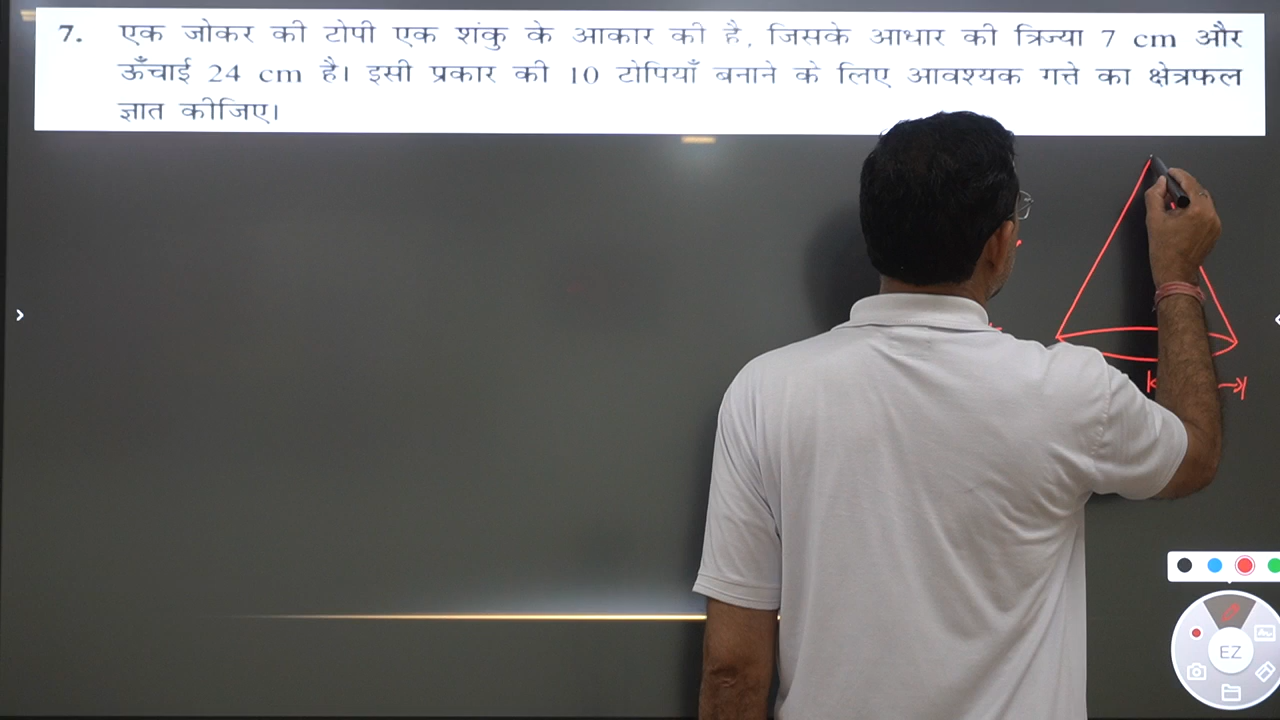 7. एक जोकर की टोपी एक शंकु के आकार की है, जिसके आधार की त्रिज्या 7 cm और
ऊँचाई 24 cm है। इसी प्रकार की 10 टोपियाँ बनाने के लिए आवश्यक गत्ते का क्षेत्रफल
ज्ञात कीजिए।
EZ